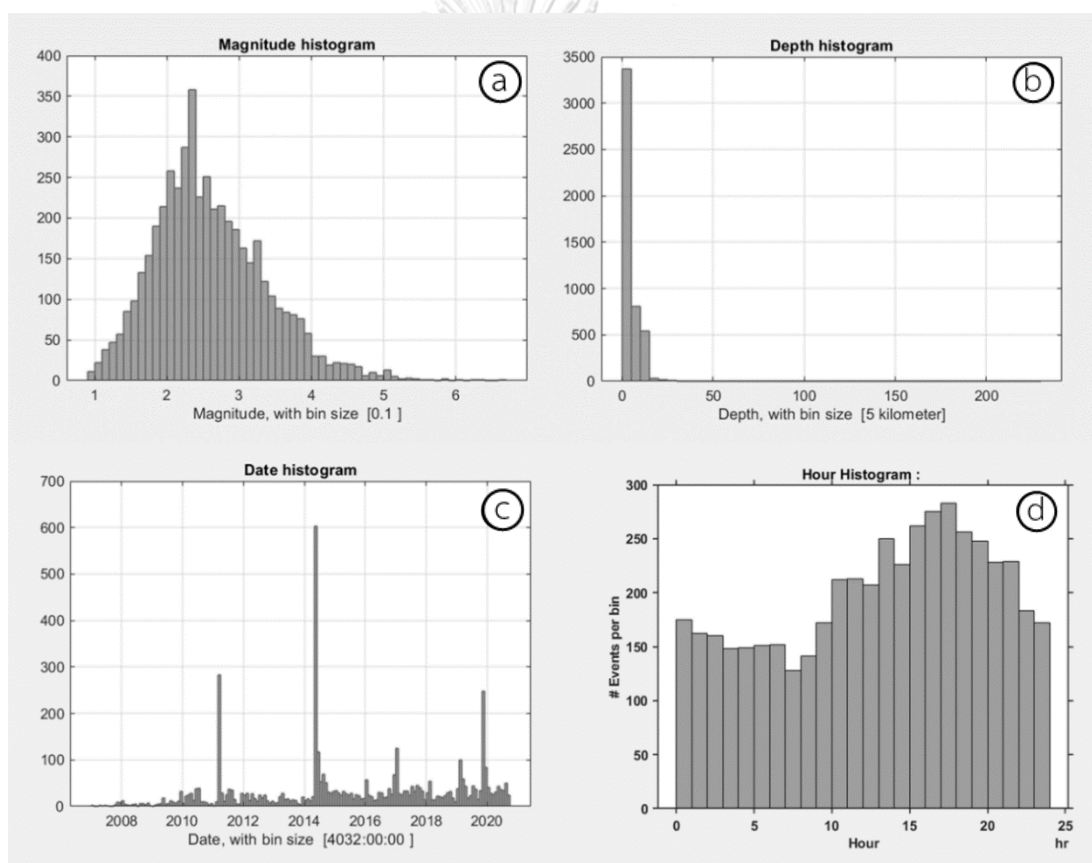 Magnitude histogram
a
400
350
300
250
200
150
100
50
0
1 2 3 4 5 6
Magnitude, with bin size [0.1 ]
Depth histogram
b
3500
3000
2500
2000
1500
1000
500
0
0 50 100 150 200
Depth, with bin size [5 kilometer]
Date histogram
c
700
600
500
400
300
200
100
0
2008 2010 2012 2014 2016 2018 2020
Date, with bin size [4032:00:00 ]
Hour Histogram :
d
# Events per bin
300
250
200
150
100
50
0
0 5 10 15 20 25
Hour hr